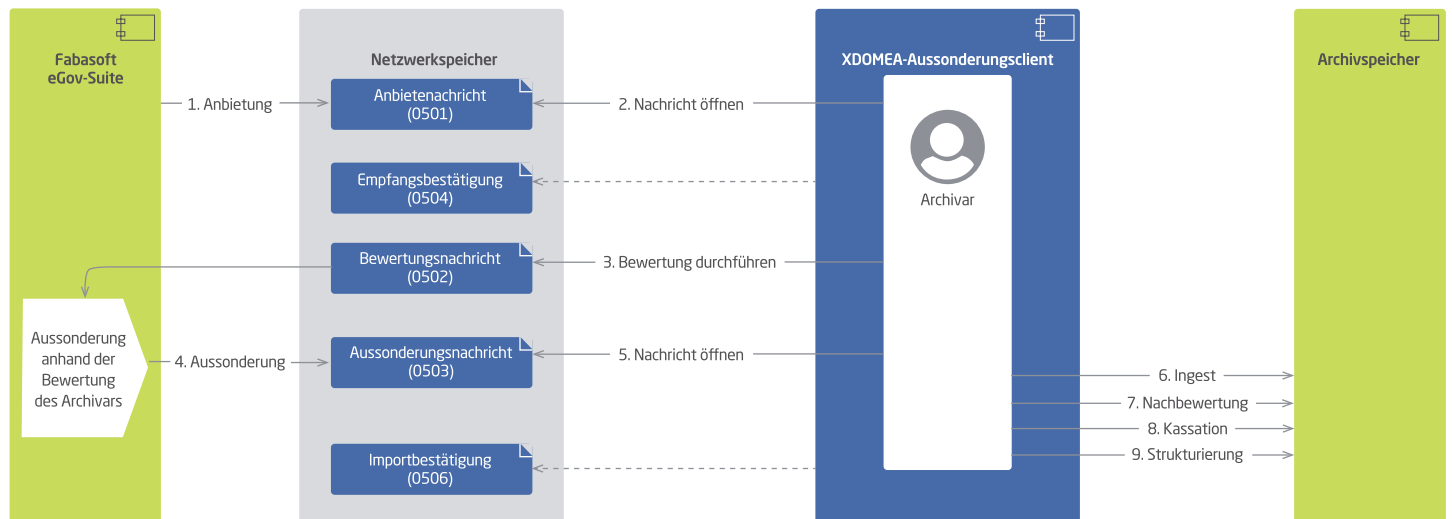 Fabasoft
eGov-Suite
Netzwerkspeicher
XDOMEA-Aussonderungsclient
Archivspeicher
1. Anbietung
Anbietenachricht
(0501)
2. Nachricht öffnen
Empfangsbestätigung
(0504)
Archivar
Bewertungsnachricht
(0502)
3. Bewertung durchführen
Aussonderung
anhand der
Bewertung
des Archivars
4. Aussonderung
Aussonderungsnachricht
(0503)
5. Nachricht öffnen
6. Ingest
7. Nachbewertung
8. Kassation
9. Strukturierung
Importbestätigung
(0506)